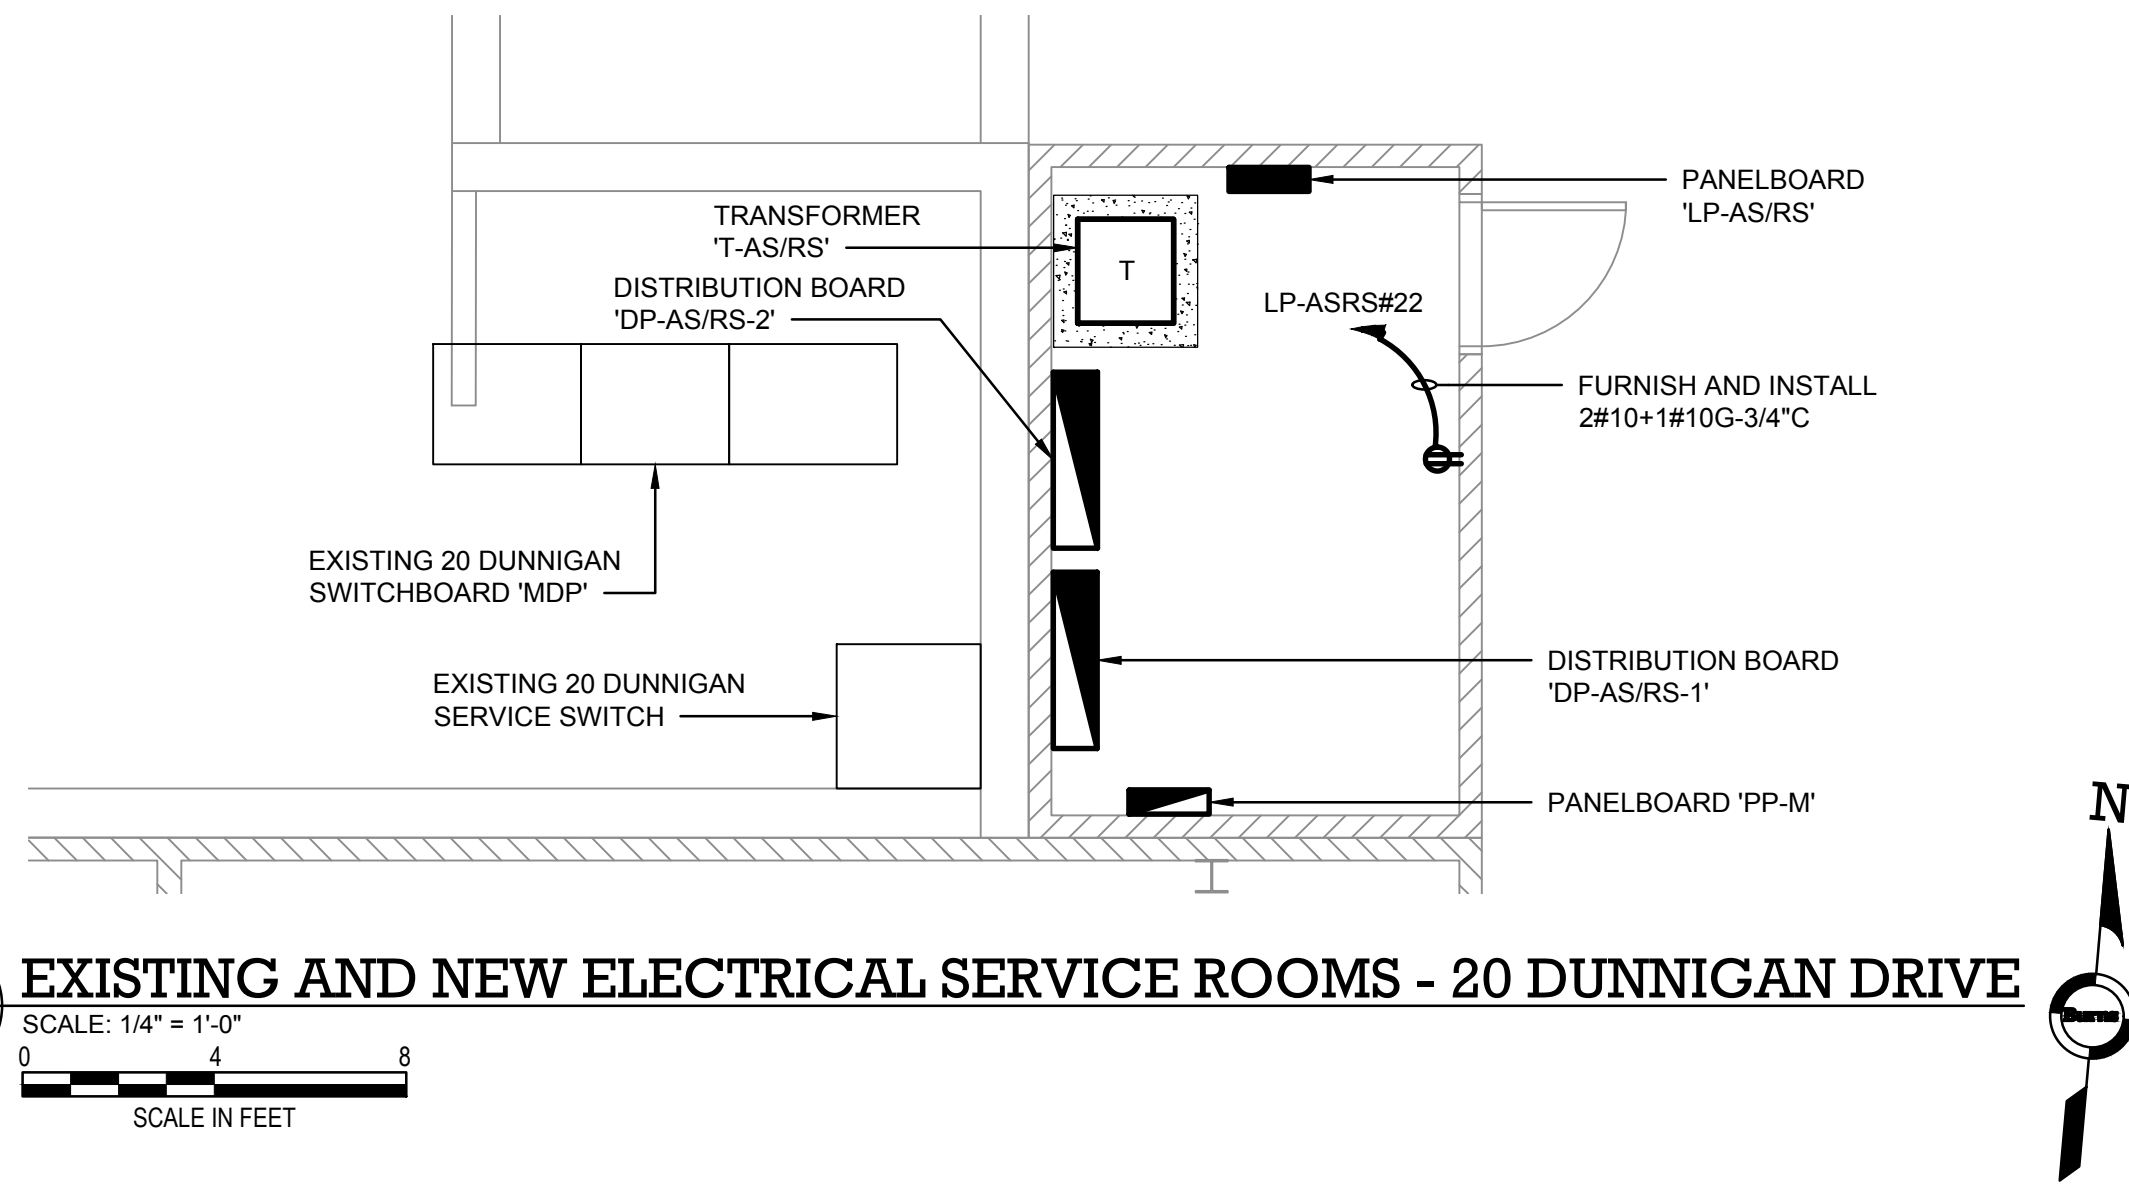 PANELBOARD
'LP-AS/RS'
TRANSFORMER
'T-AS/RS'
T
DISTRIBUTION BOARD
'DP-AS/RS-2'
LP-ASRS#22
FURNISH AND INSTALL
2#10+1#10G-3/4"C
EXISTING 20 DUNNIGAN
SWITCHBOARD 'MDP'
EXISTING 20 DUNNIGAN
SERVICE SWITCH
DISTRIBUTION BOARD
'DP-AS/RS-1'
PANELBOARD 'PP-M'
N
EXISTING AND NEW ELECTRICAL SERVICE ROOMS - 20 DUNNIGAN DRIVE
SCALE: 1/4" = 1'-0"
0 4 8
SCALE IN FEET